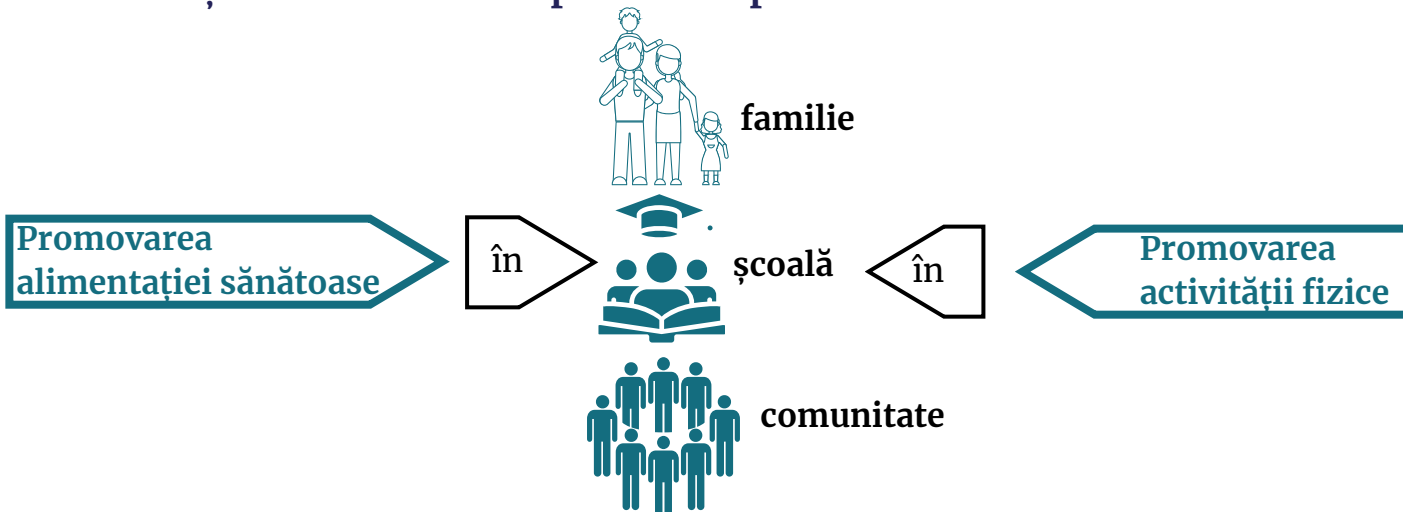 familie
Promovarea
alimentației sănătoase
în
școală
în
Promovarea
activității fizice
comunitate